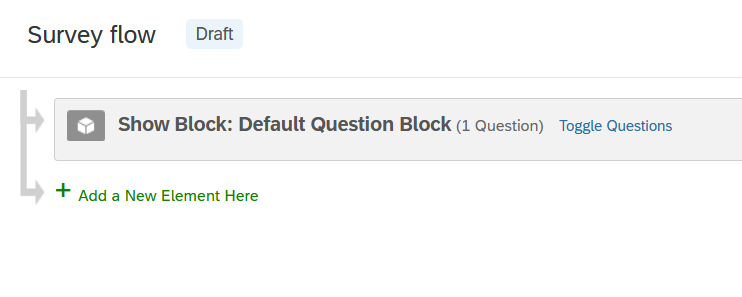 Survey flow Draft
Show Block: Default Question Block (1 Question) Toggle Questions
+ Add a New Element Here